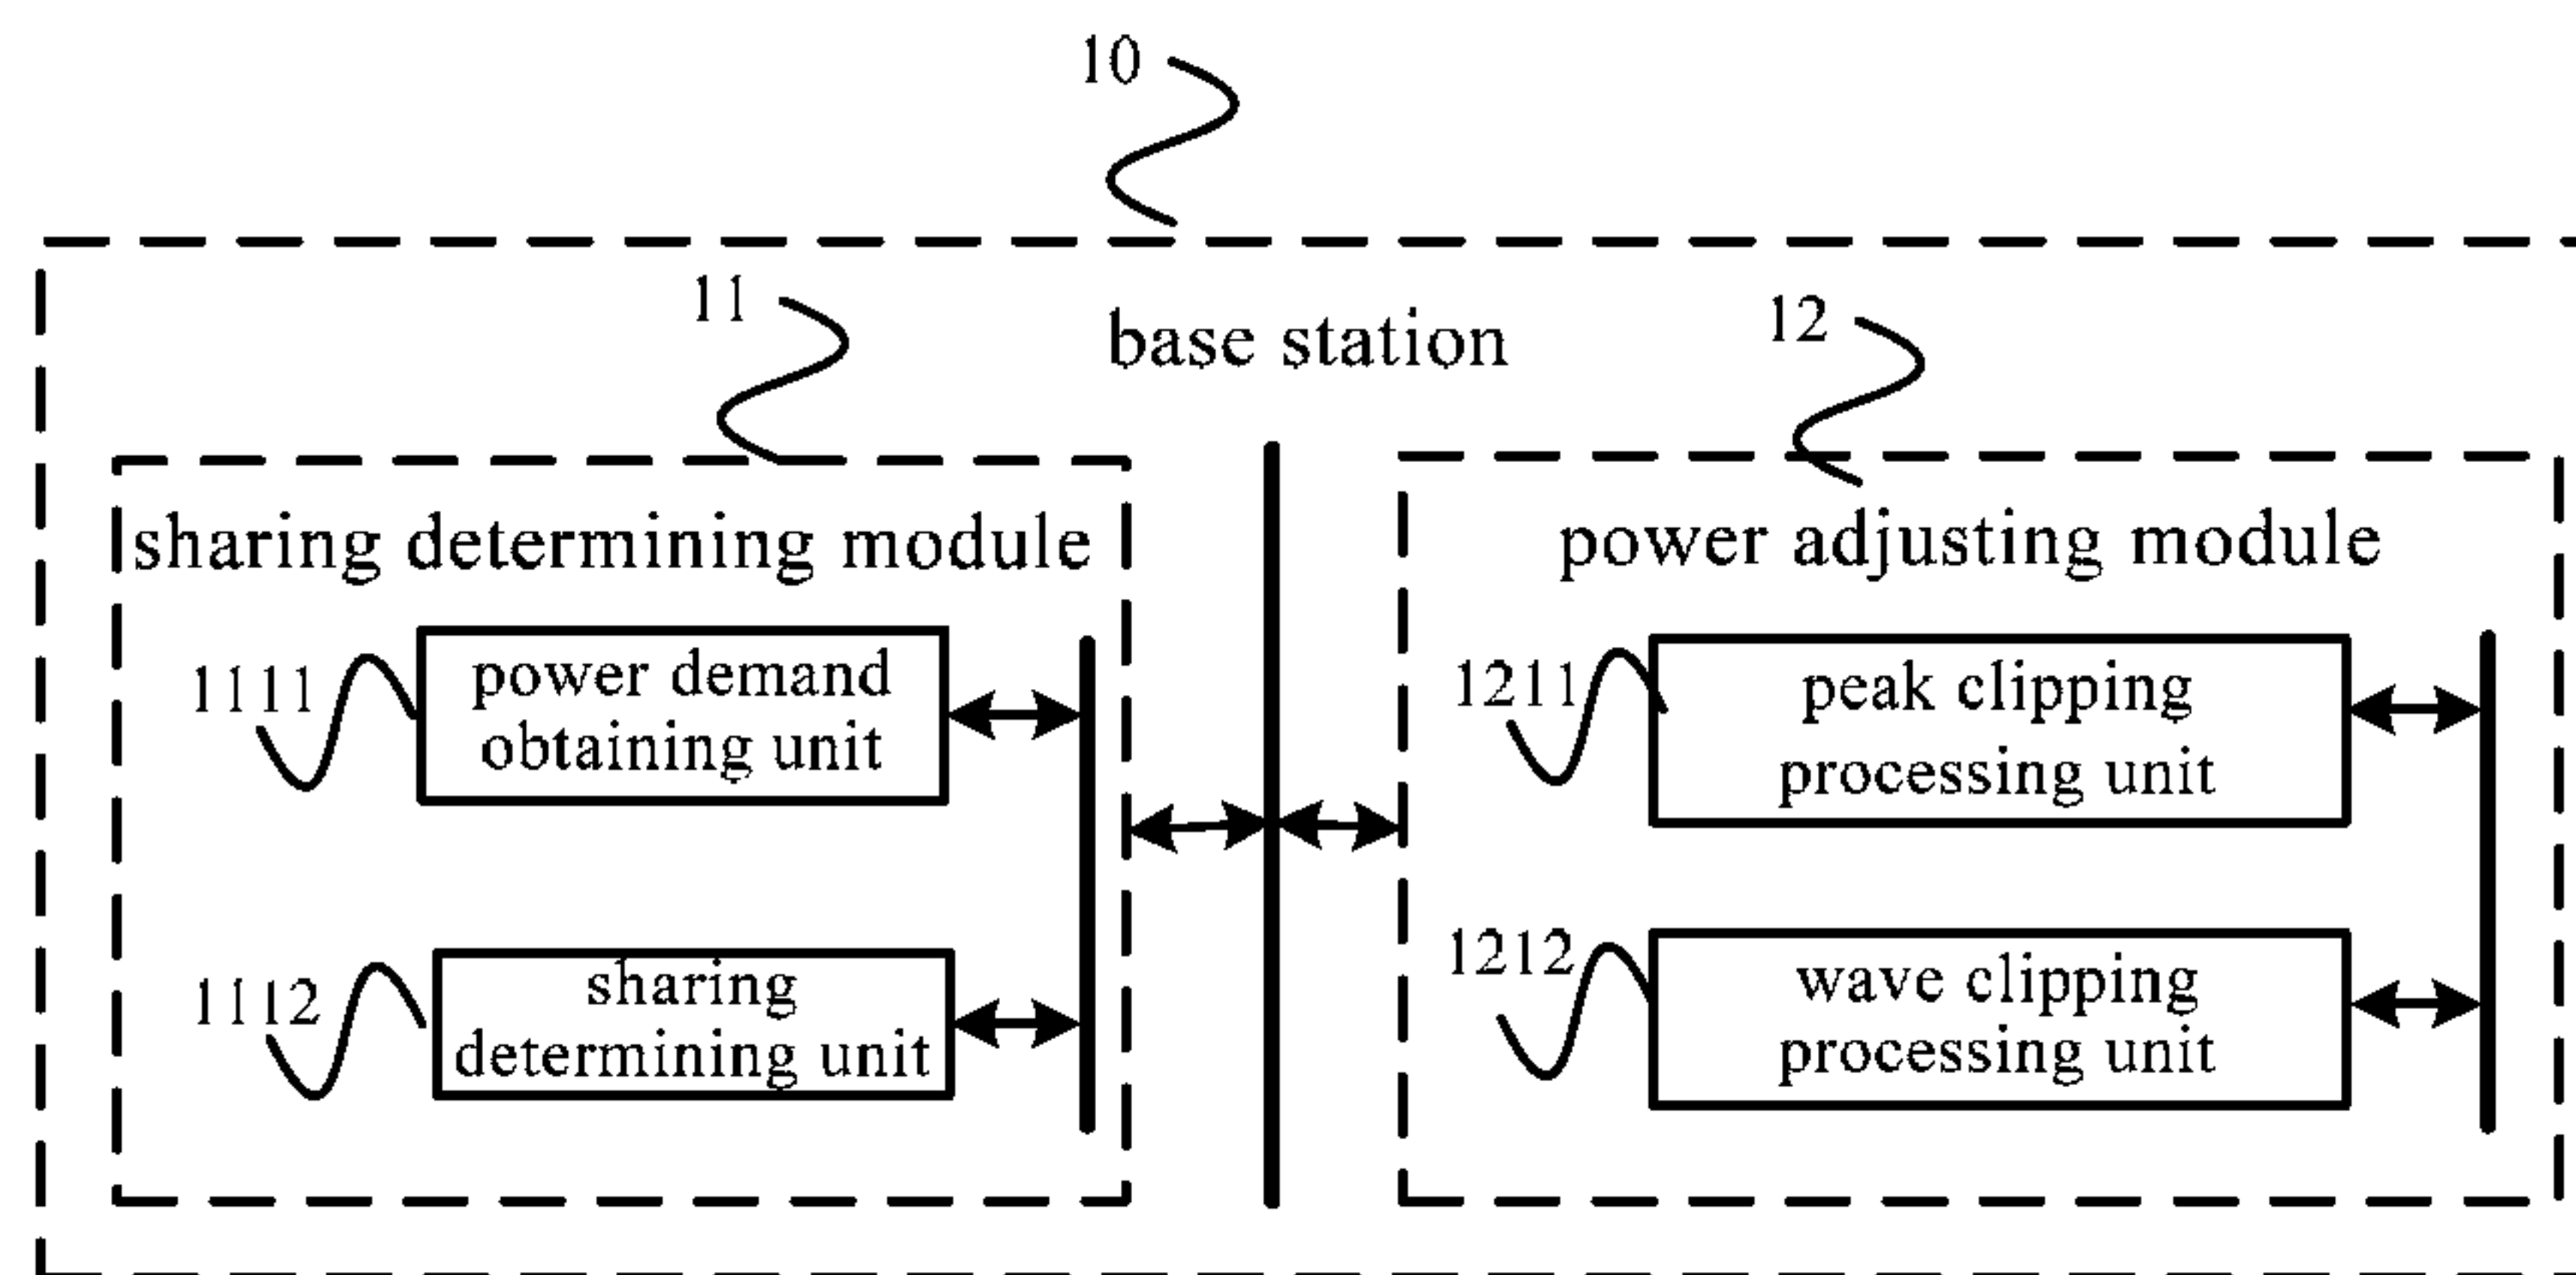 10
11
base station
12
sharing determining module
power adjusting module
1111
power demand
obtaining unit
1211
peak clipping
processing unit
1112
sharing
determining unit
1212
wave clipping
processing unit